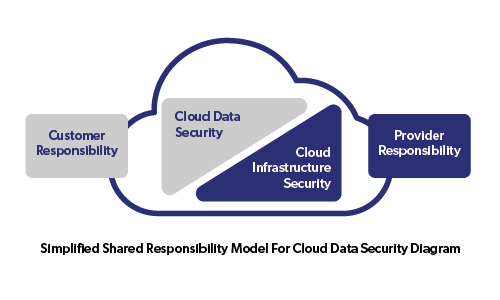 Cloud Data
Security
Customer
Responsibility
Cloud
Infrastructure
Security
Provider
Responsibility
Simplified Shared Responsibility Model For Cloud Data Security Diagram